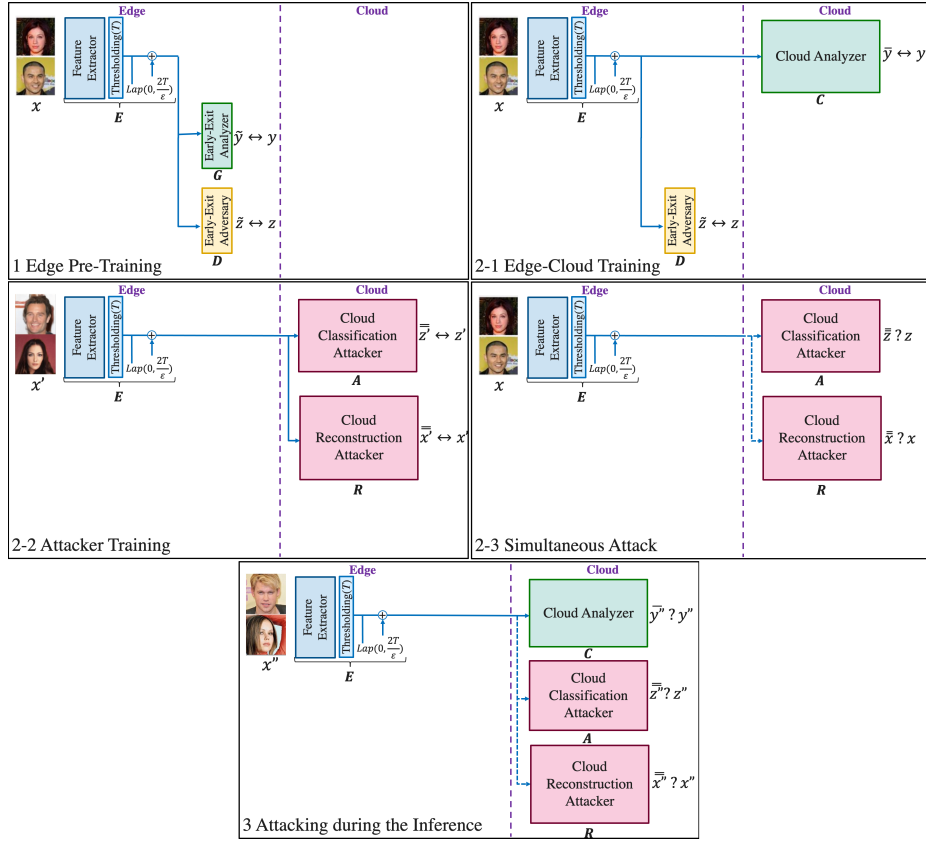 Edge Cloud
Feature Extractor
Thresholding(T)
Lap(0, 2T/ε)
x
E
Early-Exit Analyzer
ỹ ↔ y
G
Early-Exit Adversary
z̃ ↔ z
D
1 Edge Pre-Training
Edge Cloud
Feature Extractor
Thresholding(T)
Lap(0, 2T/ε)
x
E
Cloud Analyzer
ȳ ↔ y
C
Early-Exit Adversary
z̃ ↔ z
D
2-1 Edge-Cloud Training
Edge Cloud
Feature Extractor
Thresholding(T)
Lap(0, 2T/ε)
x'
E
Cloud
Classification
Attacker
z̿' ↔ z'
A
Cloud
Reconstruction
Attacker
x̿' ↔ x'
R
2-2 Attacker Training
Edge Cloud
Feature Extractor
Thresholding(T)
Lap(0, 2T/ε)
x
E
Cloud
Classification
Attacker
z̿ ? z
A
Cloud
Reconstruction
Attacker
x̿ ? x
R
2-3 Simultaneous Attack
Edge Cloud
Feature Extractor
Thresholding(T)
Lap(0, 2T/ε)
x"
E
Cloud Analyzer
ȳ" ? y"
C
Cloud
Classification
Attacker
z̿" ? z"
A
Cloud
Reconstruction
Attacker
x̿" ? x"
R
3 Attacking during the Inference